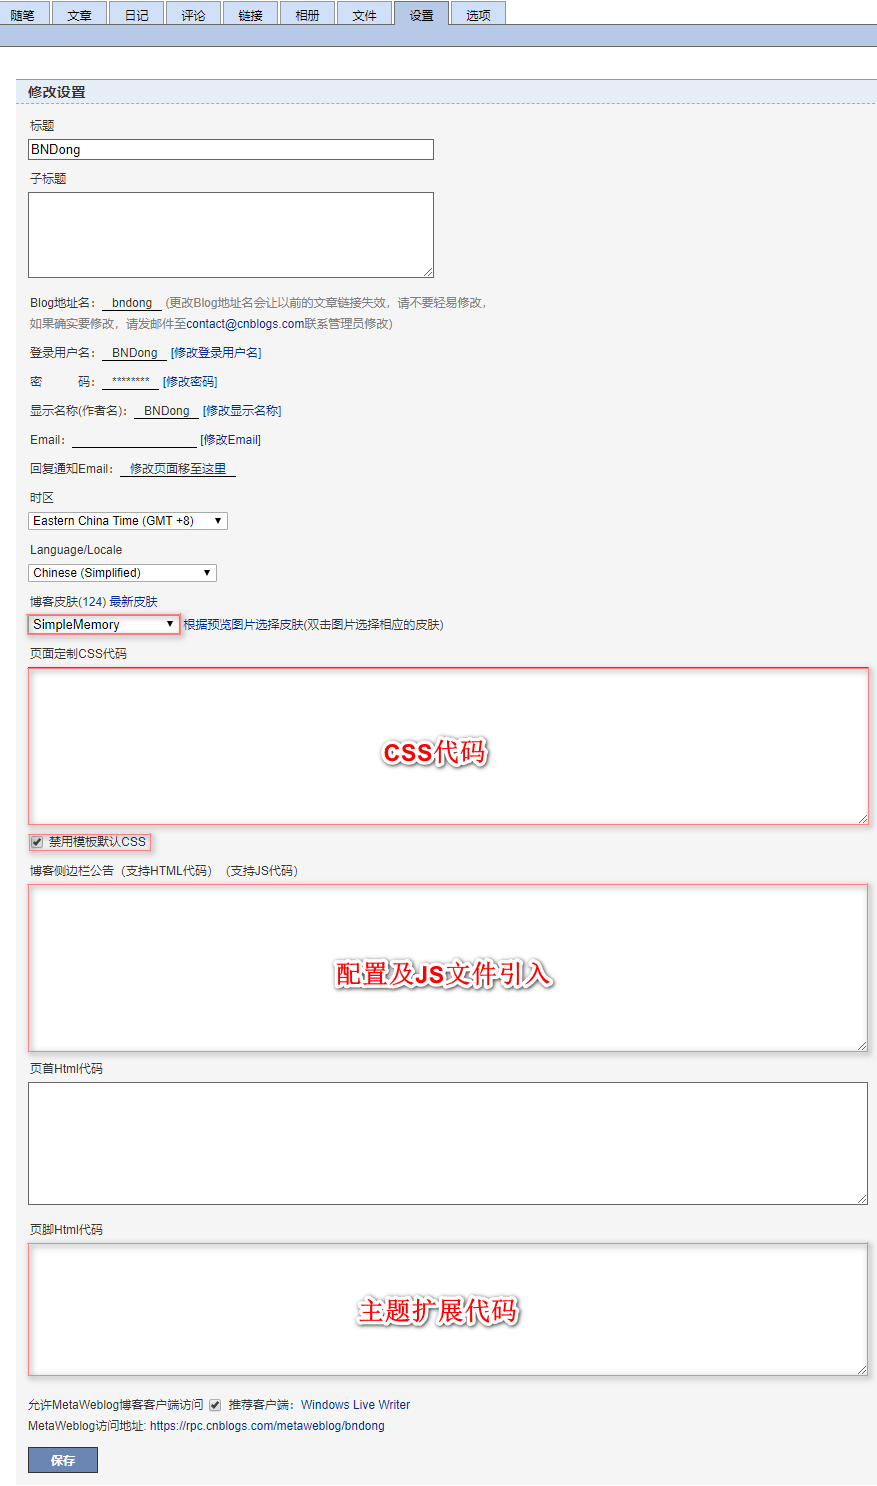 随笔 文章 日记 评论 链接 相册 文件 设置 选项
修改设置
标题
BNDong
子标题
Blog地址名： bndong (更改Blog地址名会让以前的文章链接失效，请不要轻易修改，
如果确实要修改，请发邮件至contact@cnblogs.com联系管理员修改)
登录用户名： BNDong [修改登录用户名]
密 码： ******** [修改密码]
显示名称(作者名)： BNDong [修改显示名称]
Email： [修改Email]
回复通知Email： 修改页面移至这里
时区
Eastern China Time (GMT +8)
Language/Locale
Chinese (Simplified)
博客皮肤(124) 最新皮肤
SimpleMemory 根据预览图片选择皮肤(双击图片选择相应的皮肤)
页面定制CSS代码
CSS代码
禁用模板默认CSS
博客侧边栏公告（支持HTML代码）（支持JS代码）
配置及JS文件引入
页首Html代码
页脚Html代码
主题扩展代码
允许MetaWeblog博客客户端访问 推荐客户端：Windows Live Writer
MetaWeblog访问地址: https://rpc.cnblogs.com/metaweblog/bndong
保存